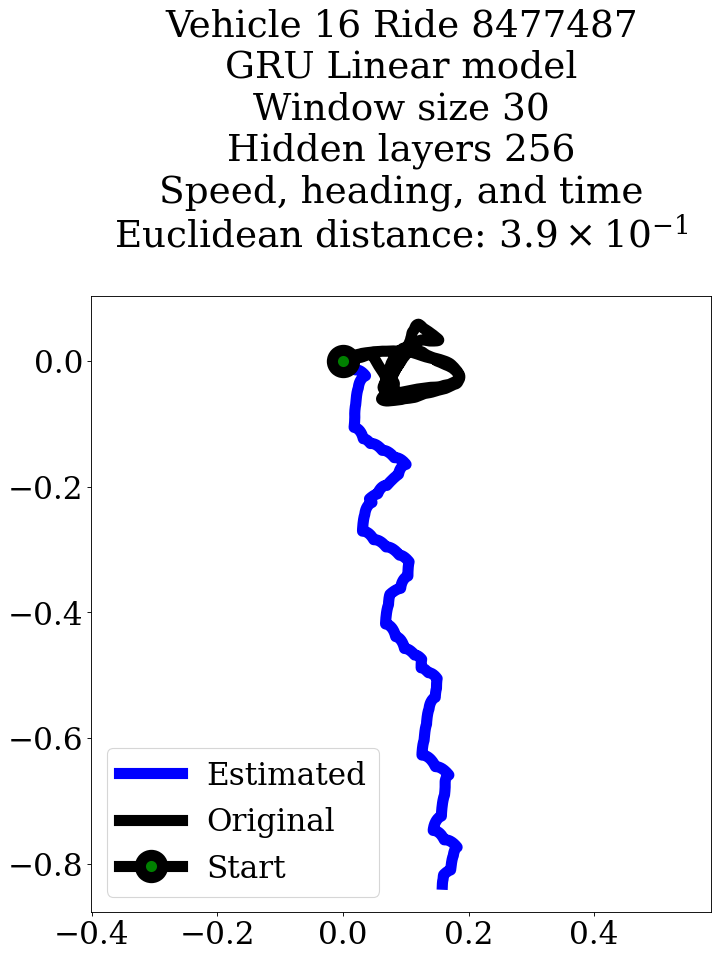 Vehicle 16 Ride 8477487
GRU Linear model
Window size 30
Hidden layers 256
Speed, heading, and time
Euclidean distance: 3.9 × 10⁻¹
0.0
−0.2
−0.4
−0.6
−0.8
Estimated
Original
Start
−0.4 −0.2 0.0 0.2 0.4